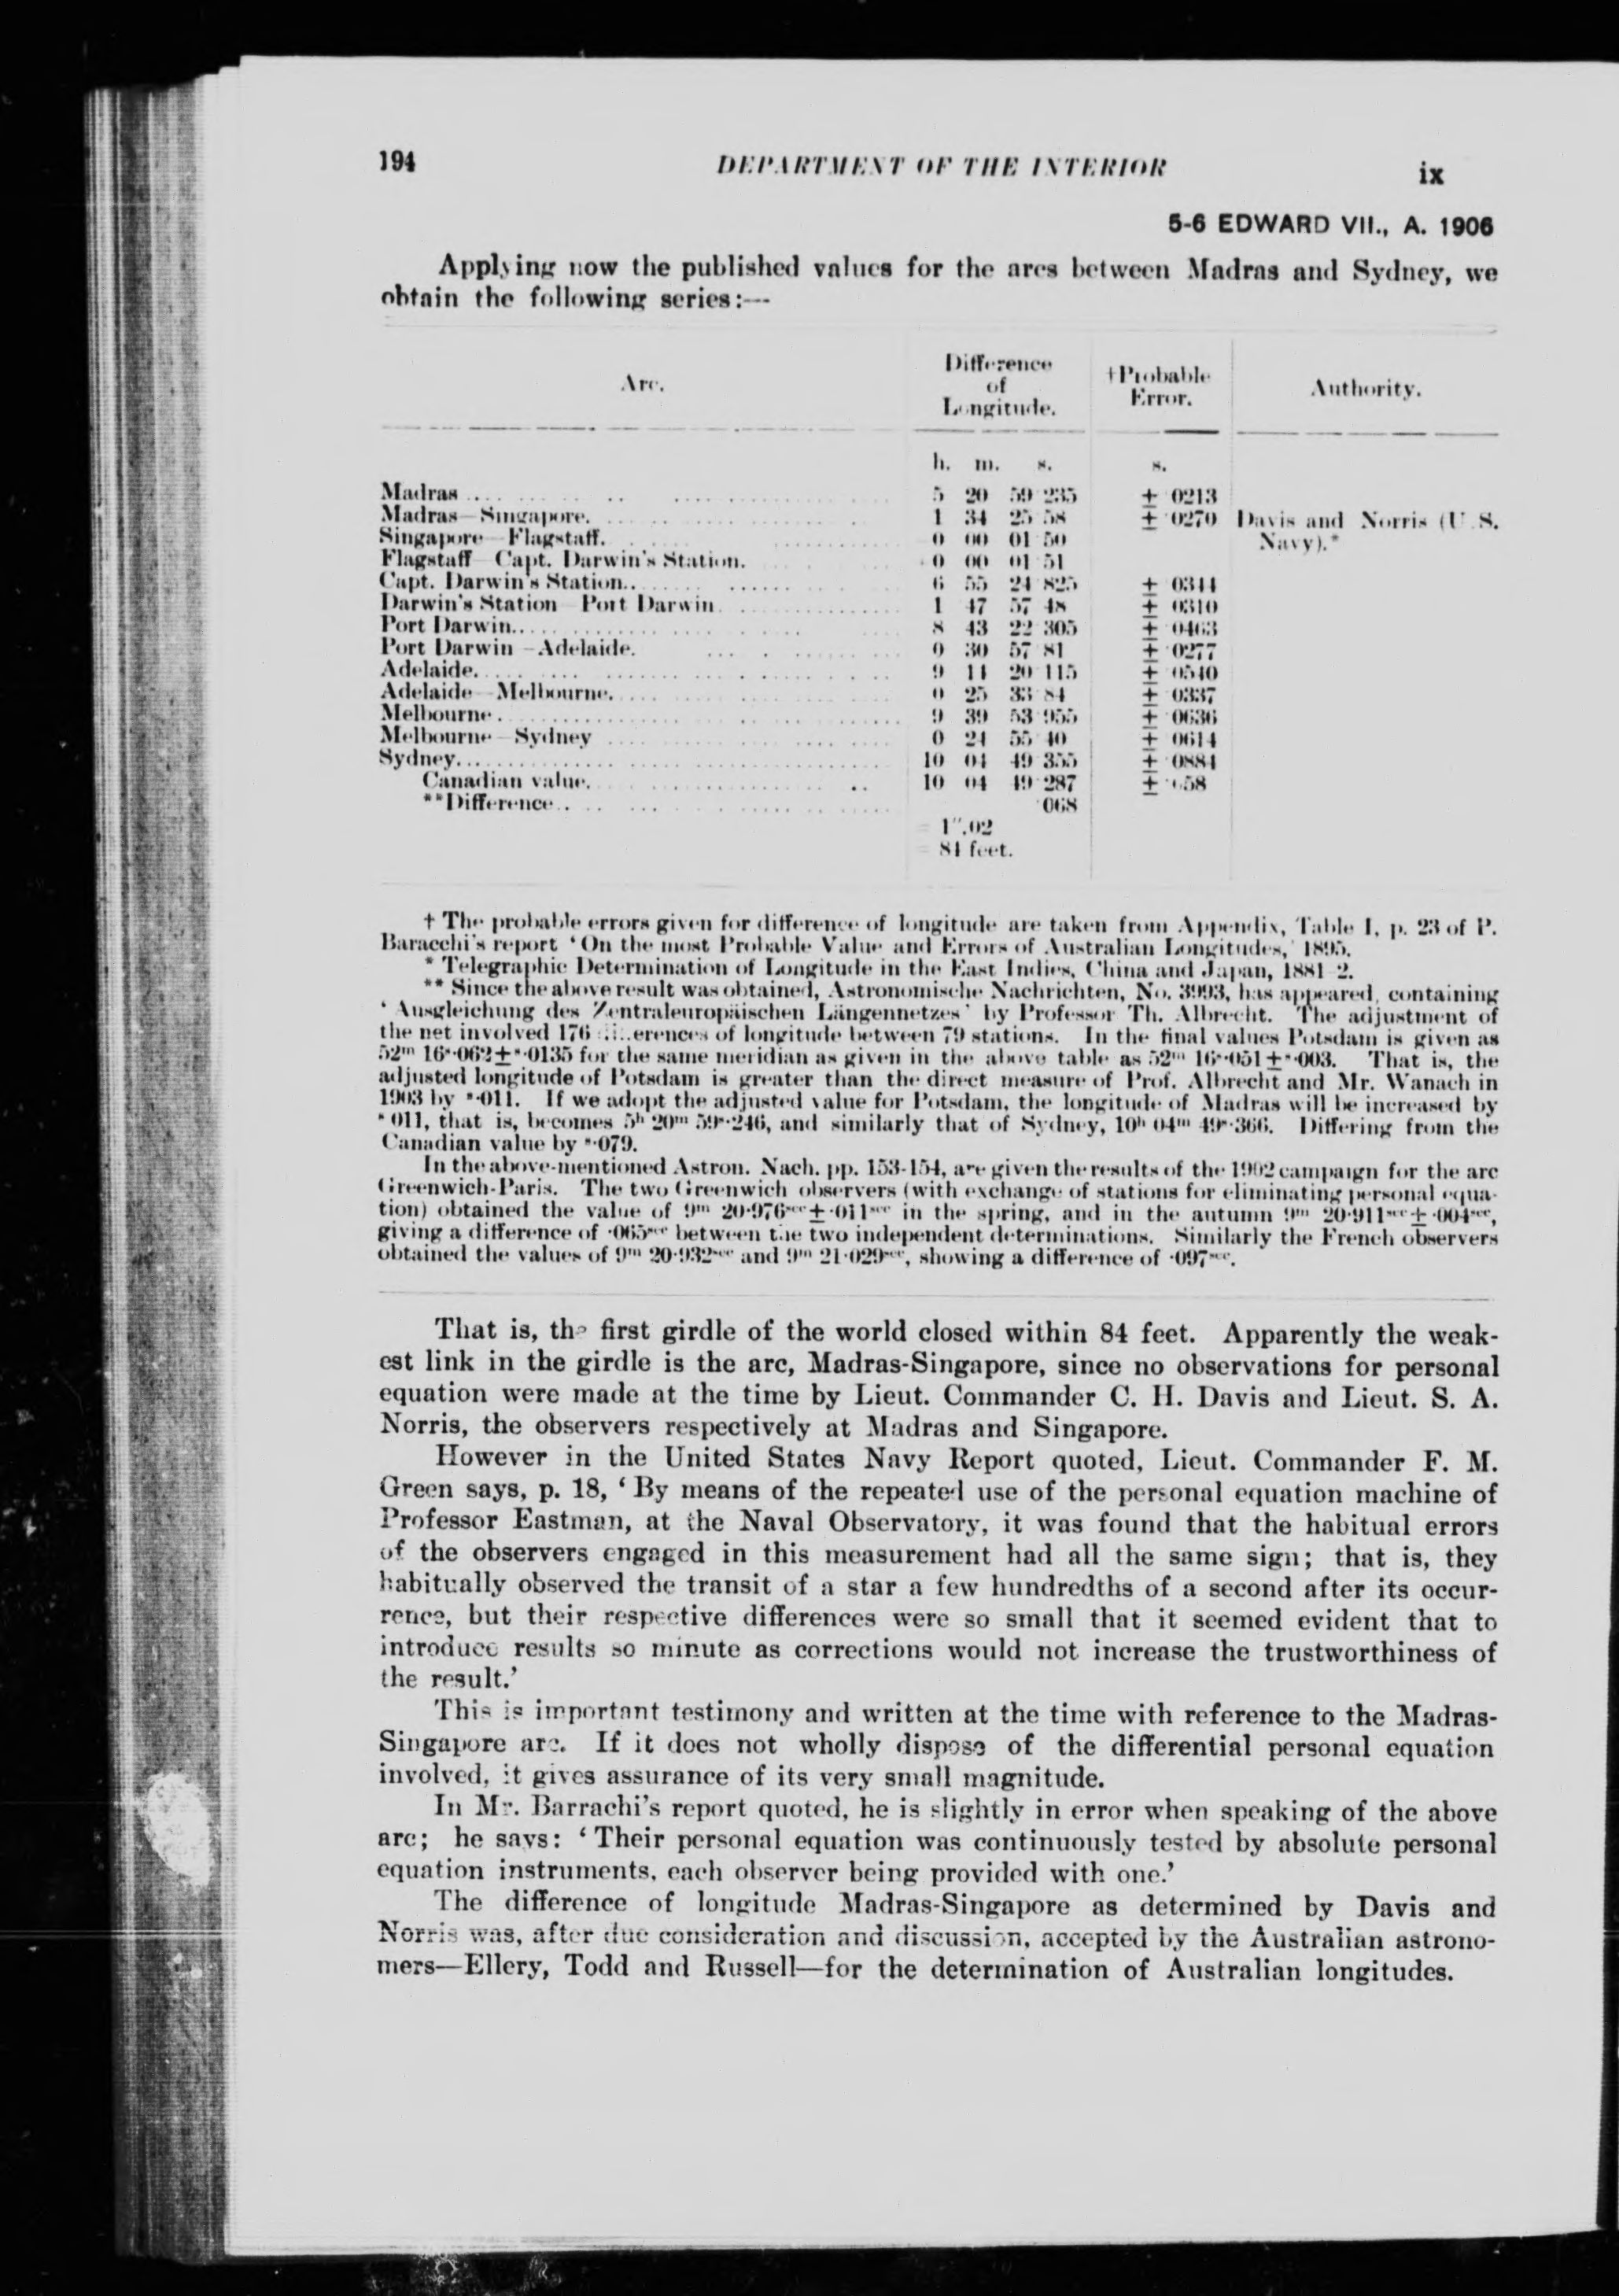 194 DEPARTMENT OF THE INTERIOR ix
5-6 EDWARD VII., A. 1906
Applying now the published values for the arcs between Madras and Sydney, we
obtain the following series:—
Arc. Difference of Longitude. †Probable Error. Authority.
h. m. s. s.
Madras 5 20 59·235 ± ·0213
Madras—Singapore. 1 34 25·58 ± ·0270 Davis and Norris (U.S.
Singapore—Flagstaff. 0 00 01·50 Navy).*
Flagstaff—Capt. Darwin's Station. 0 00 01·51
Capt. Darwin's Station. 6 55 24·825 ± ·0344
Darwin's Station—Port Darwin 1 47 57·48 ± ·0310
Port Darwin. 8 43 22·305 ± ·0463
Port Darwin—Adelaide. 0 30 57·81 ± ·0277
Adelaide. 9 14 20·115 ± ·0540
Adelaide—Melbourne. 0 25 33·84 ± ·0337
Melbourne. 9 39 53·955 ± ·0636
Melbourne—Sydney 0 24 55·40 ± ·0614
Sydney. 10 04 49·355 ± ·0884
Canadian value. 10 04 49·287 ±
**Difference. ·068
= 1".02
= 84 feet.
† The probable errors given for difference of longitude are taken from Appendix, Table I, p. 23 of P.
Baracchi's report 'On the most Probable Value and Errors of Australian Longitudes,' 1895.
* Telegraphic Determination of Longitude in the East Indies, China and Japan, 1881-2.
** Since the above result was obtained, Astronomische Nachrichten, No. 3993, has appeared, containing
'Ausgleichung des Zentraleuropäischen Längennetzes' by Professor Th. Albrecht. The adjustment of
the net involved 176 differences of longitude between 79 stations. In the final values Potsdam is given as
52m 16s·062±s·0135 for the same meridian as given in the above table as 52m 16s·051±s·003. That is, the
adjusted longitude of Potsdam is greater than the direct measure of Prof. Albrecht and Mr. Wanach in
1903 by s·011. If we adopt the adjusted value for Potsdam, the longitude of Madras will be increased by
s·011, that is, becomes 5h 20m 59s·246, and similarly that of Sydney, 10h 04m 49s·366. Differing from the
Canadian value by s·079.
In the above-mentioned Astron. Nach. pp. 153-154, are given the results of the 1902 campaign for the arc
Greenwich-Paris. The two Greenwich observers (with exchange of stations for eliminating personal equa-
tion) obtained the value of 9m 20·976sec±·011sec in the spring, and in the autumn 9m 20·911sec±·004sec,
giving a difference of ·065sec between the two independent determinations. Similarly the French observers
obtained the values of 9m 20·932sec and 9m 21·029sec, showing a difference of ·097sec.
That is, the first girdle of the world closed within 84 feet. Apparently the weak-
est link in the girdle is the arc, Madras-Singapore, since no observations for personal
equation were made at the time by Lieut. Commander C. H. Davis and Lieut. S. A.
Norris, the observers respectively at Madras and Singapore.
However in the United States Navy Report quoted, Lieut. Commander F. M.
Green says, p. 18, 'By means of the repeated use of the personal equation machine of
Professor Eastman, at the Naval Observatory, it was found that the habitual errors
of the observers engaged in this measurement had all the same sign; that is, they
habitually observed the transit of a star a few hundredths of a second after its occur-
rence, but their respective differences were so small that it seemed evident that to
introduce results so minute as corrections would not increase the trustworthiness of
the result.'
This is important testimony and written at the time with reference to the Madras-
Singapore arc. If it does not wholly dispose of the differential personal equation
involved, it gives assurance of its very small magnitude.
In Mr. Barrachi's report quoted, he is slightly in error when speaking of the above
arc; he says: 'Their personal equation was continuously tested by absolute personal
equation instruments, each observer being provided with one.'
The difference of longitude Madras-Singapore as determined by Davis and
Norris was, after due consideration and discussion, accepted by the Australian astrono-
mers—Ellery, Todd and Russell—for the determination of Australian longitudes.